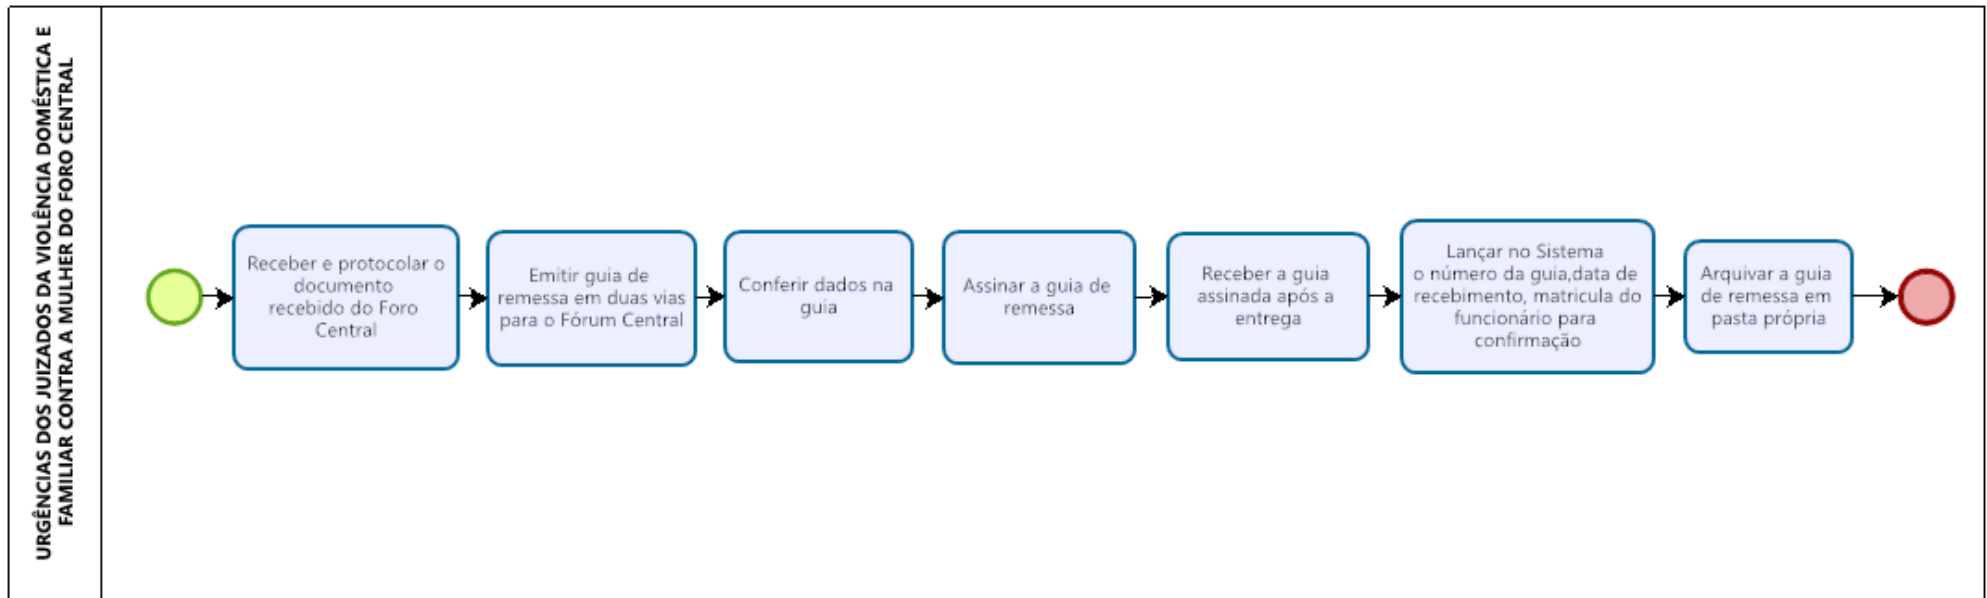 URGÊNCIAS DOS JUIZADOS DA VIOLÊNCIA DOMÉSTICA E
FAMILIAR CONTRA A MULHER DO FORO CENTRAL
Receber e protocolar o
documento
recebido do Foro
Central
Emitir guia de
remessa em duas vias
para o Fórum Central
Conferir dados na
guia
Assinar a guia de
remessa
Receber a guia
assinada após a
entrega
Lançar no Sistema
o número da guia,data de
recebimento, matricula do
funcionário para
confirmação
Arquivar a guia
de remessa em
pasta própria